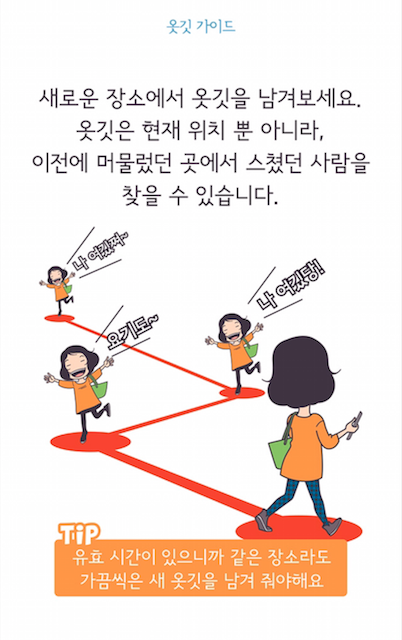 옷깃 가이드
새로운 장소에서 옷깃을 남겨보세요.
옷깃은 현재 위치 뿐 아니라,
이전에 머물렀던 곳에서 스쳤던 사람을
찾을 수 있습니다.
나 여깄짜~
나 여깄당!
요기도~
TiP
유효 시간이 있으니까 같은 장소라도
가끔씩은 새 옷깃을 남겨 줘야해요